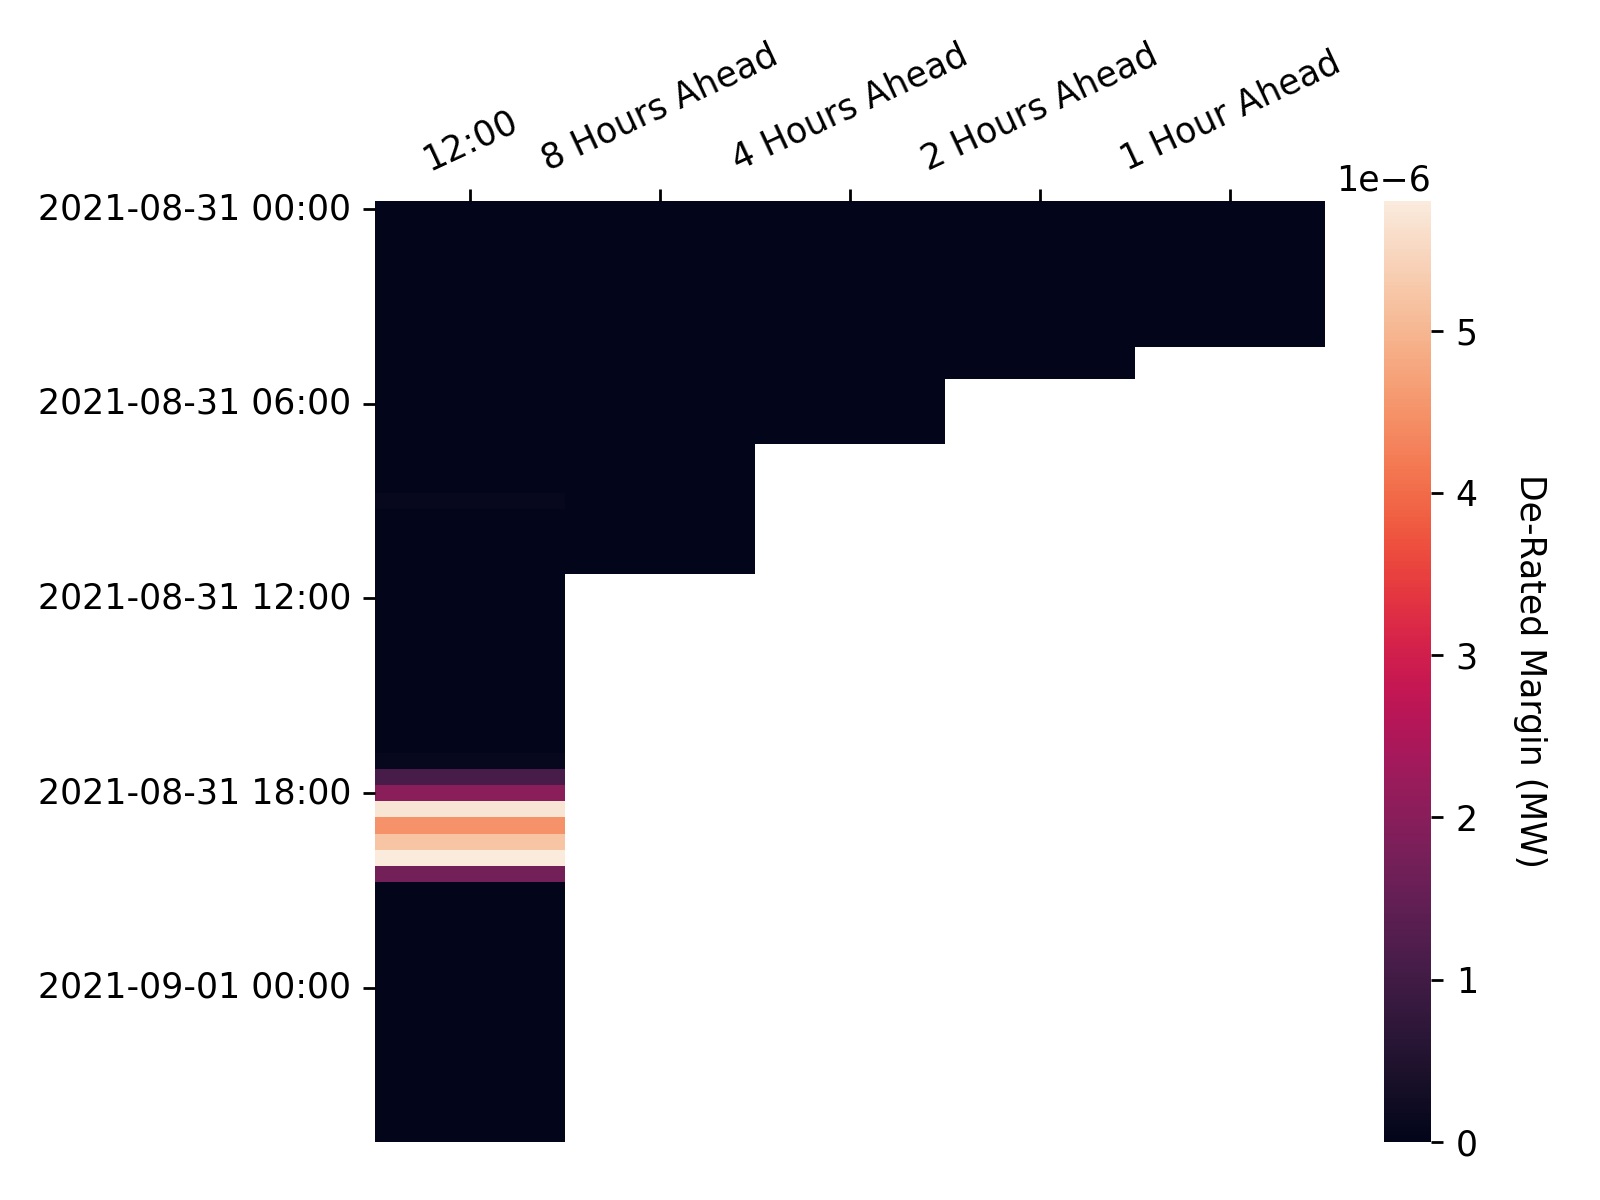 12:00
8 Hours Ahead
4 Hours Ahead
2 Hours Ahead
1 Hour Ahead
1e−6
2021-08-31 00:00
2021-08-31 06:00
2021-08-31 12:00
2021-08-31 18:00
2021-09-01 00:00
5
4
3
2
1
0
De-Rated Margin (MW)